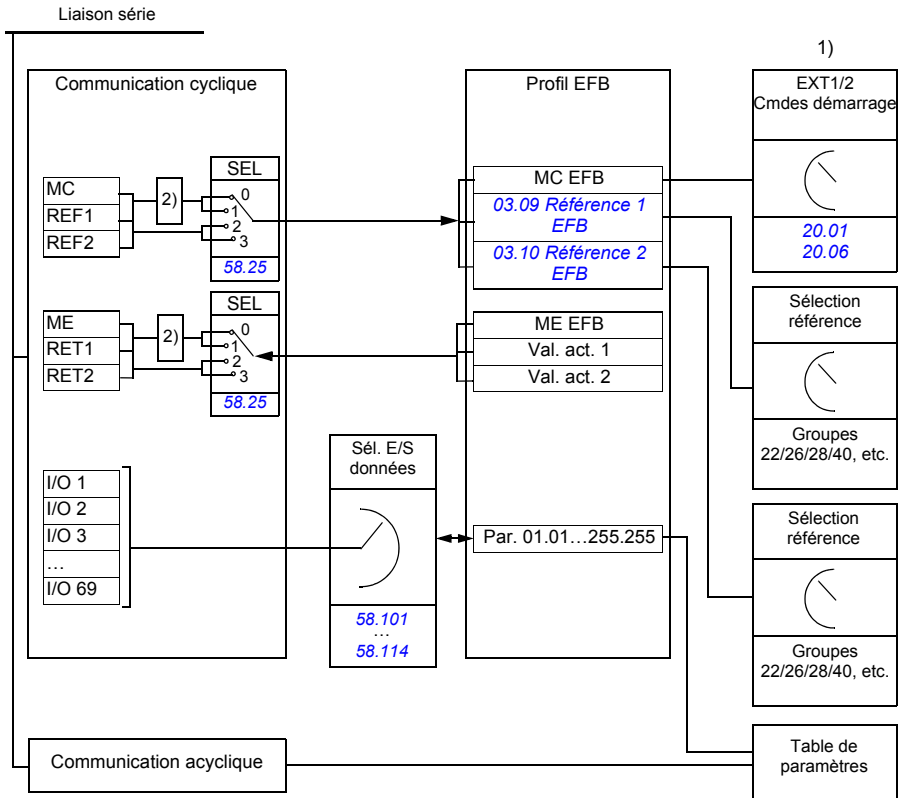 Liaison série
Communication cyclique
MC
REF1
REF2
2)
SEL
0
1
2
3
58.25
ME
RET1
RET2
2)
SEL
0
1
2
3
58.25
I/O 1
I/O 2
I/O 3
…
I/O 69
Sél. E/S
données
58.101
…
58.114
Profil EFB
MC EFB
03.09 Référence 1
EFB
03.10 Référence 2
EFB
ME EFB
Val. act. 1
Val. act. 2
Par. 01.01…255.255
1)
EXT1/2
Cmdes démarrage
20.01
20.06
Sélection
référence
Groupes
22/26/28/40, etc.
Sélection
référence
Groupes
22/26/28/40, etc.
Communication acyclique
Table de
paramètres